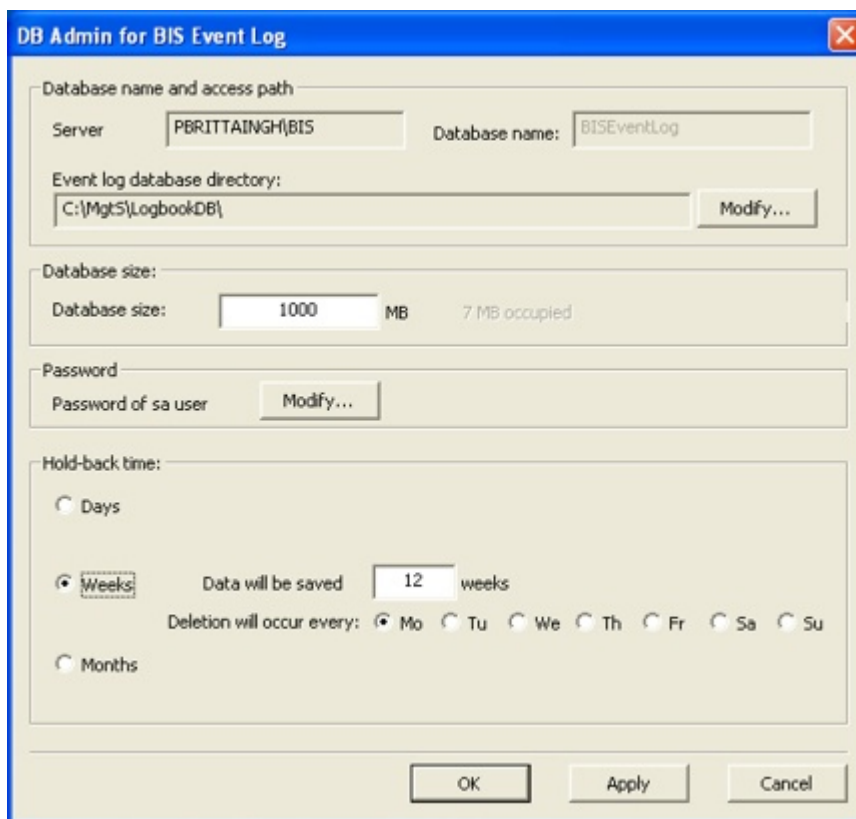 DB Admin for BIS Event Log
Database name and access path
Server PBRITTAINGH\BIS Database name: BISEventLog
Event log database directory:
C:\MgtS\LogbookDB\ Modify...
Database size:
Database size: 1000 MB 7 MB occupied
Password
Password of sa user Modify...
Hold-back time:
Days
Weeks Data will be saved 12 weeks
Deletion will occur every: Mo Tu We Th Fr Sa Su
Months
OK Apply Cancel